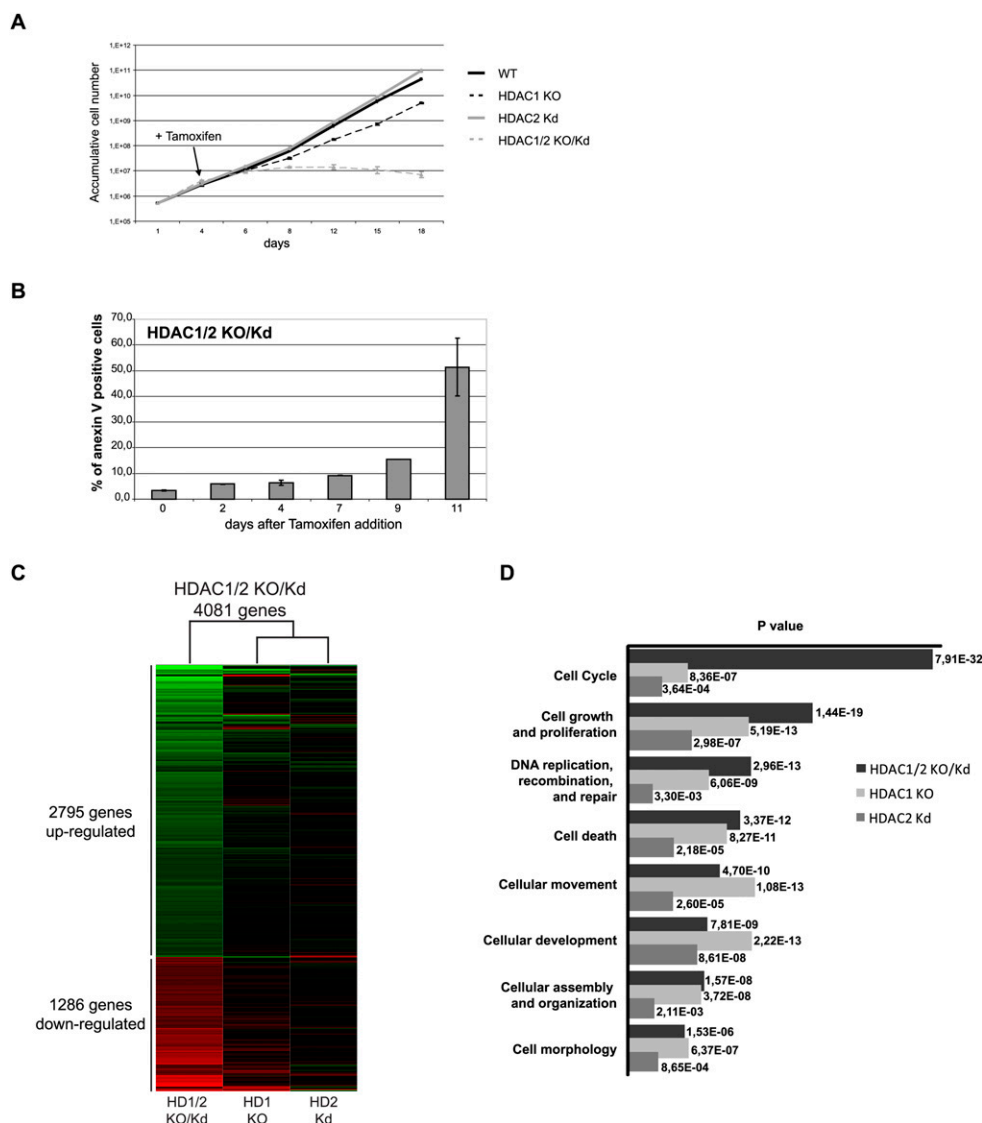 A
Accumulative cell number
1,E+12
1,E+11
1,E+10
1,E+09
1,E+08
1,E+07
1,E+06
1,E+05
+ Tamoxifen
1 4 6 8 12 15 18
days
WT
HDAC1 KO
HDAC2 Kd
HDAC1/2 KO/Kd
B
% of anexin V positive cells
70,0
60,0
50,0
40,0
30,0
20,0
10,0
0,0
HDAC1/2 KO/Kd
0 2 4 7 9 11
days after Tamoxifen addition
C
HDAC1/2 KO/Kd
4081 genes
2795 genes
up-regulated
1286 genes
down-regulated
HD1/2 HD1 HD2
KO/Kd KO Kd
D
P value
Cell Cycle
7,91E-32
8,36E-07
3,64E-04
Cell growth
and proliferation
1,44E-19
5,19E-13
2,98E-07
DNA replication,
recombination,
and repair
2,96E-13
6,06E-09
3,30E-03
Cell death
3,37E-12
8,27E-11
2,18E-05
Cellular movement
4,70E-10
1,08E-13
2,60E-05
Cellular development
7,81E-09
2,22E-13
8,61E-08
Cellular assembly
and organization
1,57E-08
3,72E-08
2,11E-03
Cell morphology
1,53E-06
6,37E-07
8,65E-04
HDAC1/2 KO/Kd
HDAC1 KO
HDAC2 Kd